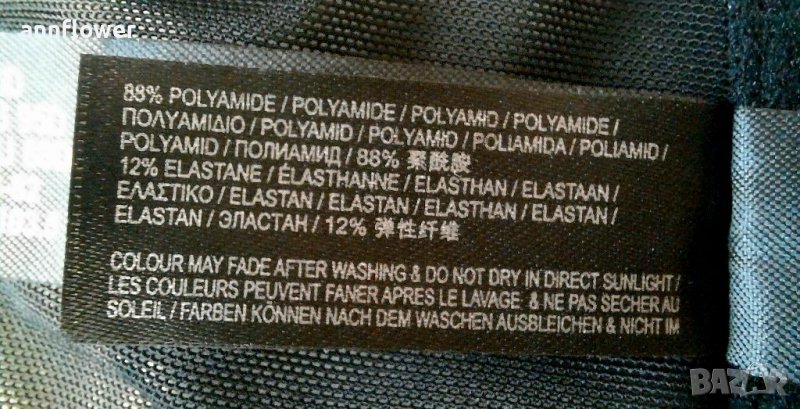 annflower
88% POLYAMIDE / POLYAMIDE / POLYAMID / POLYAMIDE /
ΠΟΛΥΑΜΙΔΙΟ / POLYAMID / POLYAMID / POLIAMIDA / POLIAMID /
POLYAMID / ПОЛИАМИД / 88% 聚酰胺
12% ELASTANE / ÉLASTHANNE / ELASTHAN / ELASTAAN /
ΕΛΑΣΤΙΚΟ / ELASTAN / ELASTAN / ELASTHAN / ELASTAN /
ELASTAN / ЭЛАСТАН / 12% 弹性纤维
COLOUR MAY FADE AFTER WASHING & DO NOT DRY IN DIRECT SUNLIGHT /
LES COULEURS PEUVENT FANER APRES LE LAVAGE & NE PAS SECHER AU
SOLEIL / FARBEN KÖNNEN NACH DEM WASCHEN AUSBLEICHEN & NICHT IM
BAZAR